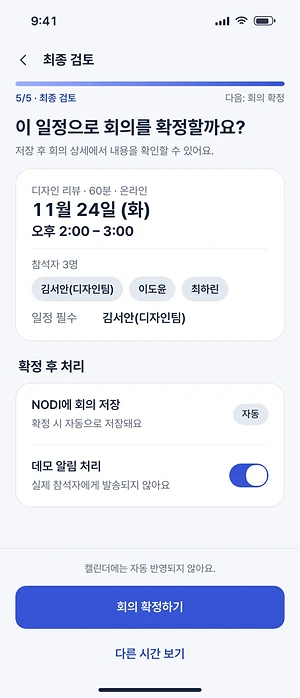 9:41
최종 검토
5/5 · 최종 검토
다음: 회의 확정
이 일정으로 회의를 확정할까요?
저장 후 회의 상세에서 내용을 확인할 수 있어요.
디자인 리뷰 · 60분 · 온라인
11월 24일 (화)
오후 2:00 – 3:00
참석자 3명
김서안(디자인팀)
이도윤
최하린
일정 필수
김서안(디자인팀)
확정 후 처리
NODI에 회의 저장
확정 시 자동으로 저장돼요
자동
데모 알림 처리
실제 참석자에게 발송되지 않아요
캘린더에는 자동 반영되지 않아요.
회의 확정하기
다른 시간 보기